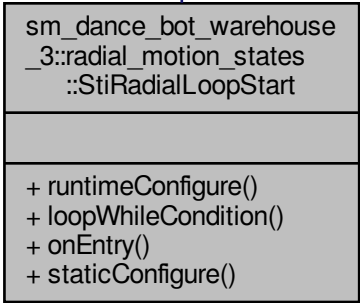 sm_dance_bot_warehouse
_3::radial_motion_states
::StiRadialLoopStart
+ runtimeConfigure()
+ loopWhileCondition()
+ onEntry()
+ staticConfigure()